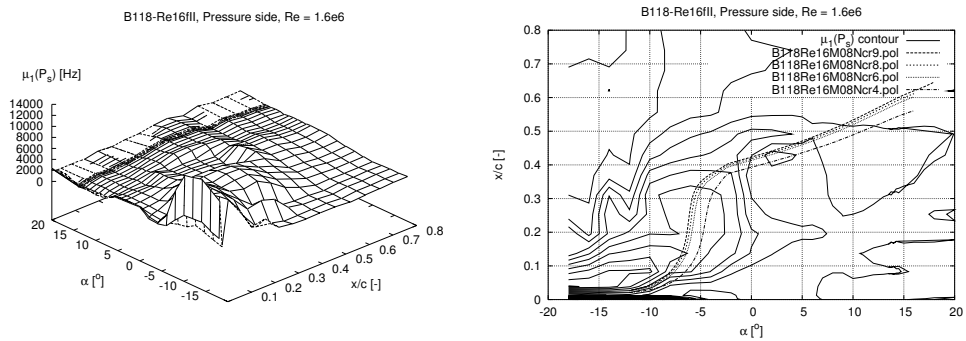 B118-Re16fII, Pressure side, Re = 1.6e6
μ1(Ps) [Hz]
14000
12000
10000
8000
6000
4000
2000
0
20
15
10
5
0
-5
-10
-15
α [o]
0.1
0.2
0.3
0.4
0.5
0.6
0.7
0.8
x/c [-]
B118-Re16fII, Pressure side, Re = 1.6e6
μ1(Ps) contour
B118Re16M08Ncr9.pol
B118Re16M08Ncr8.pol
B118Re16M08Ncr6.pol
B118Re16M08Ncr4.pol
0.8
0.7
0.6
0.5
0.4
0.3
0.2
0.1
0
x/c [-]
-20 -15 -10 -5 0 5 10 15 20
α [o]